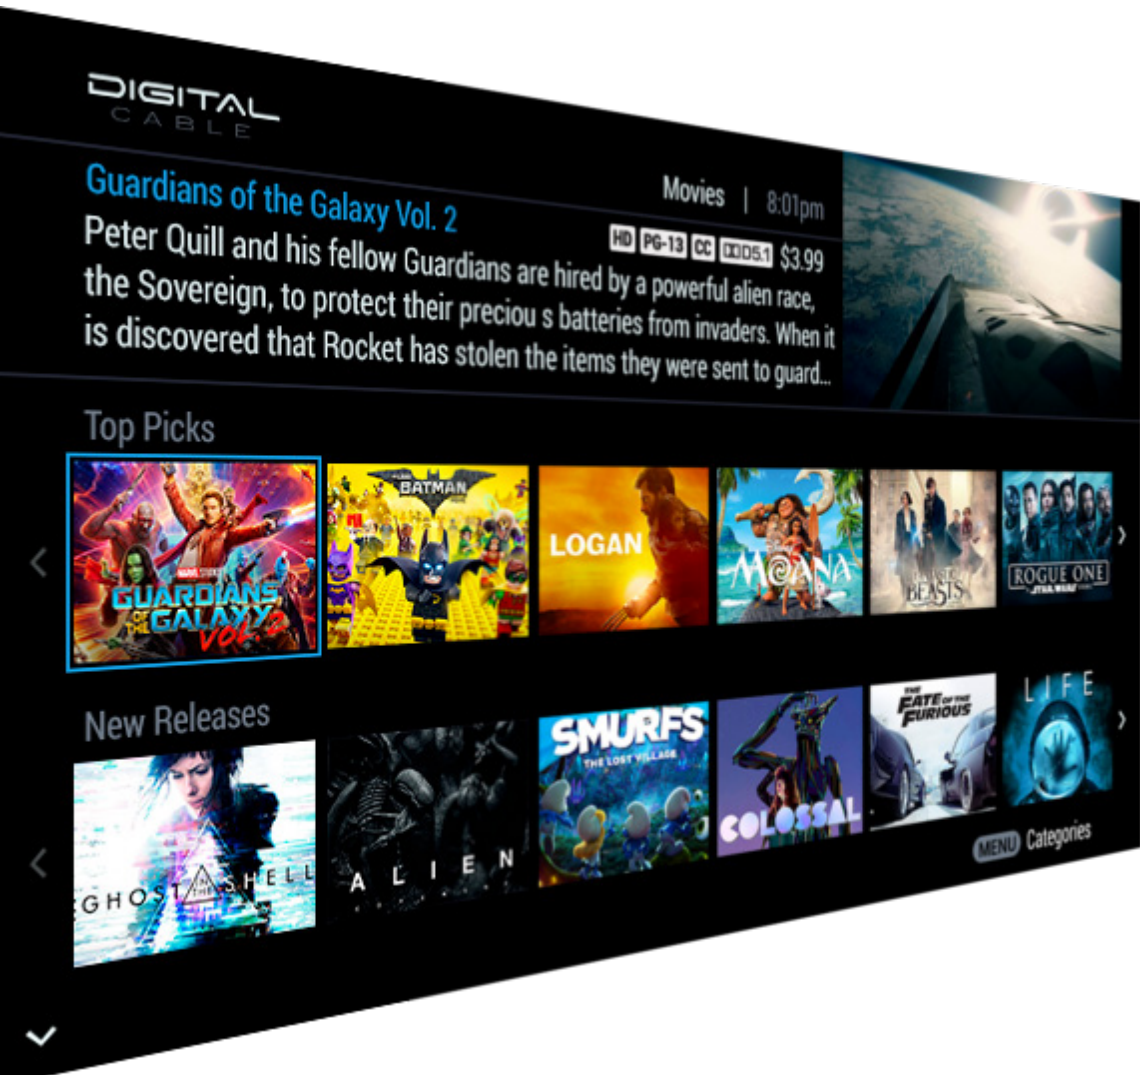 DIGITAL
CABLE
Movies | 8:01pm
Guardians of the Galaxy Vol. 2
HD PG-13 CC DD5.1 $3.99
Peter Quill and his fellow Guardians are hired by a powerful alien race,
the Sovereign, to protect their preciou s batteries from invaders. When it
is discovered that Rocket has stolen the items they were sent to guard...
Top Picks
MARVEL STUDIOS
GUARDIANS
OF THE GALAXY
VOL. 2
BATMAN
LOGAN
MOANA
BEASTS
ROGUE ONE
STAR WARS
New Releases
GHOST IN THE SHELL
ALIEN
SMURFS
THE LOST VILLAGE
COLOSSAL
THE
FATE OF THE
FURIOUS
LIFE
MENU Categories